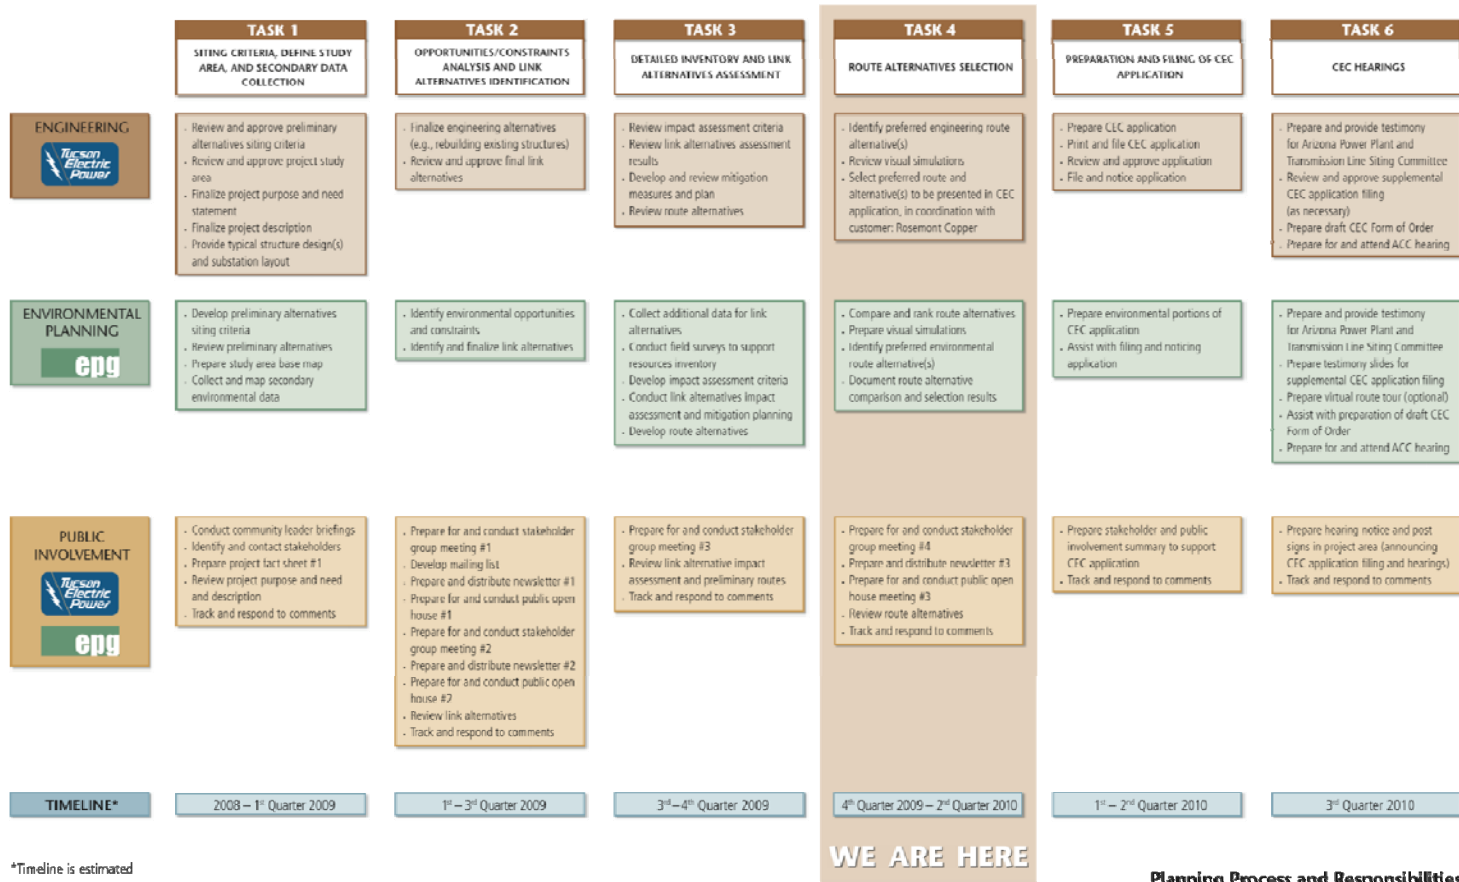 TASK 1
SITING CRITERIA, DEFINE STUDY
AREA, AND SECONDARY DATA
COLLECTION
TASK 2
OPPORTUNITIES/CONSTRAINTS
ANALYSIS AND LINK
ALTERNATIVES IDENTIFICATION
TASK 3
DETAILED INVENTORY AND LINK
ALTERNATIVES ASSESSMENT
TASK 4
ROUTE ALTERNATIVES SELECTION
TASK 5
PREPARATION AND FILING OF CEC
APPLICATION
TASK 6
CEC HEARINGS
ENGINEERING
Tucson
Electric
Power
- Review and approve preliminary
alternatives siting criteria
- Review and approve project study
area
- Finalize project purpose and need
statement
- Finalize project description
- Provide typical structure design(s)
and substation layout
- Finalize engineering alternatives
(e.g., rebuilding existing structures)
- Review and approve final link
alternatives
- Review impact assessment criteria
- Review link alternatives assessment
results
- Develop and review mitigation
measures and plan
- Review route alternatives
- Identify preferred engineering route
alternative(s)
- Review visual simulations
- Select preferred route and
alternative(s) to be presented in CEC
application, in coordination with
customer: Rosemont Copper
- Prepare CEC application
- Print and file CEC application
- Review and approve application
- File and notice application
- Prepare and provide testimony
for Arizona Power Plant and
Transmission Line Siting Committee
- Review and approve supplemental
CEC application filing
(as necessary)
- Prepare draft CEC Form of Order
- Prepare for and attend ACC hearing
ENVIRONMENTAL
PLANNING
epg
- Develop preliminary alternatives
siting criteria
- Review preliminary alternatives
- Prepare study area base map
- Collect and map secondary
environmental data
- Identify environmental opportunities
and constraints
- Identify and finalize link alternatives
- Collect additional data for link
alternatives
- Conduct field surveys to support
resources inventory
- Develop impact assessment criteria
- Conduct link alternatives impact
assessment and mitigation planning
- Develop route alternatives
- Compare and rank route alternatives
- Prepare visual simulations
- Identify preferred environmental
route alternative(s)
- Document route alternative
comparison and selection results
- Prepare environmental portions of
CEC application
- Assist with filing and noticing
application
- Prepare and provide testimony
for Arizona Power Plant and
Transmission Line Siting Committee
- Prepare testimony slides for
supplemental CEC application filing
- Prepare virtual route tour (optional)
- Assist with preparation of draft CEC
Form of Order
- Prepare for and attend ACC hearing
PUBLIC
INVOLVEMENT
Tucson
Electric
Power
epg
- Conduct community leader briefings
- Identify and contact stakeholders
- Prepare project fact sheet #1
- Review project purpose and need
and description
- Track and respond to comments
- Prepare for and conduct stakeholder
group meeting #1
- Develop mailing list
- Prepare and distribute newsletter #1
- Prepare for and conduct public open
house #1
- Prepare for and conduct stakeholder
group meeting #2
- Prepare and distribute newsletter #2
- Prepare for and conduct public open
house #2
- Review link alternatives
- Track and respond to comments
- Prepare for and conduct stakeholder
group meeting #3
- Review link alternative impact
assessment and preliminary routes
- Track and respond to comments
- Prepare for and conduct stakeholder
group meeting #4
- Prepare and distribute newsletter #3
- Prepare for and conduct public open
house meeting #3
- Review route alternatives
- Track and respond to comments
- Prepare stakeholder and public
involvement summary to support
CEC application
- Track and respond to comments
- Prepare hearing notice and post
signs in project area (announcing
CEC application filing and hearings)
- Track and respond to comments
TIMELINE*
2008 – 1st Quarter 2009
1st – 3rd Quarter 2009
3rd – 4th Quarter 2009
4th Quarter 2009 – 2nd Quarter 2010
1st – 2nd Quarter 2010
3rd Quarter 2010
WE ARE HERE
*Timeline is estimated
Planning Process and Responsibilities